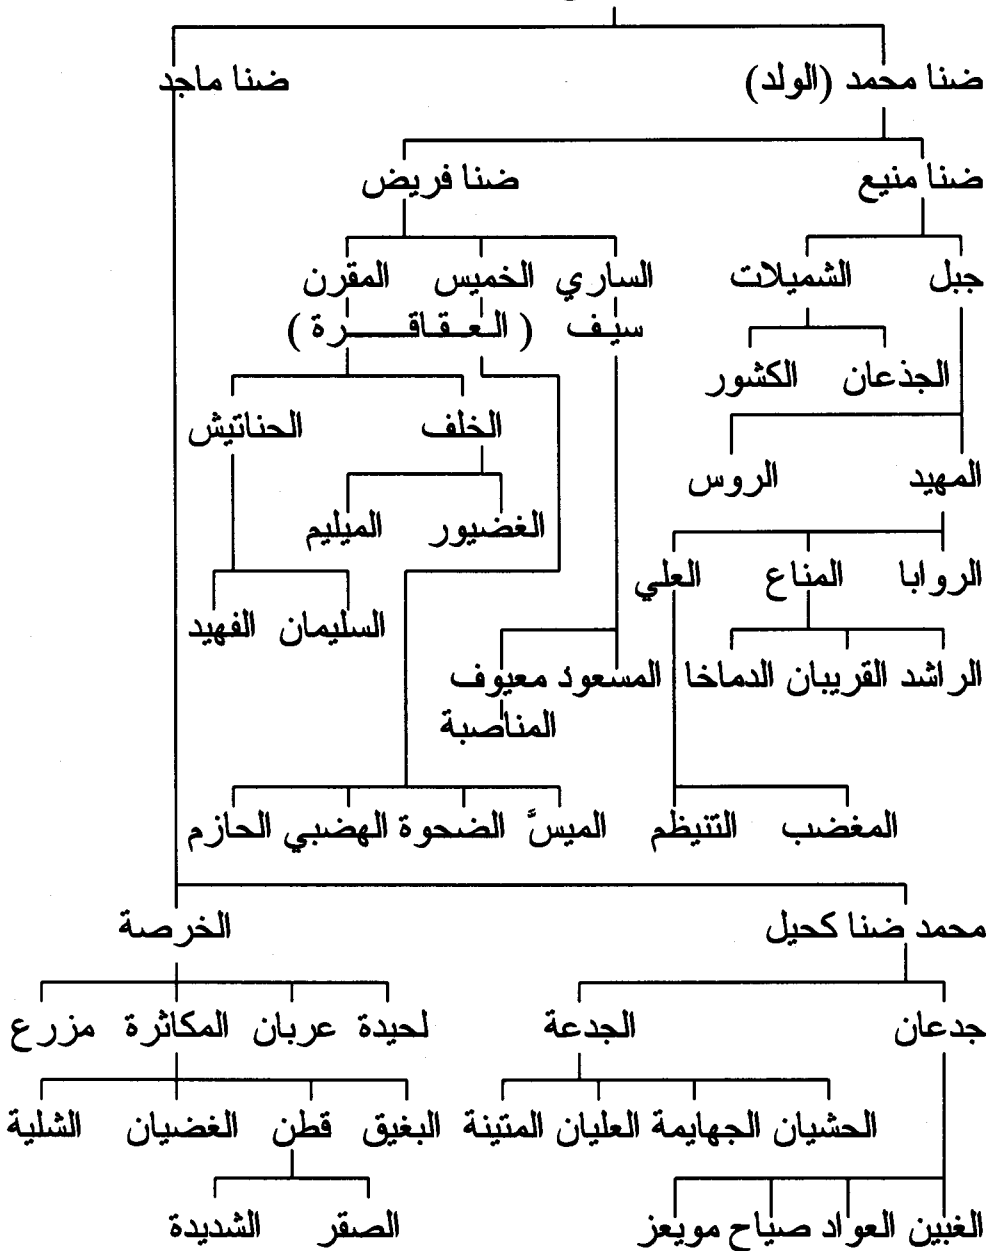 ضنا محمد (الولد) ضنا ماجد
ضنا منيع ضنا فريض
جبل الشميلات الساري الخميس المقرن
سيف (العقاقرة)
الجذعان الكشور
الخلف الحناتيش
المهيد الروس
الغضيور الميليم
الروابا المناع العلي
السليمان الفهيد
الراشد القريبان الدماخا المسعود معيوف
المناصبة
المغضب التنيظم الميسَّ الضحوة الهضبي الحازم
محمد ضنا كحيل الخرصة
جدعان الجدعة لحيدة عربان المكاثرة مزرع
الحشيان الجهايمة العليان المتينة البغيق قطن الغضيان الشلية
الغبين العواد صياح مويعز الصقر الشديدة